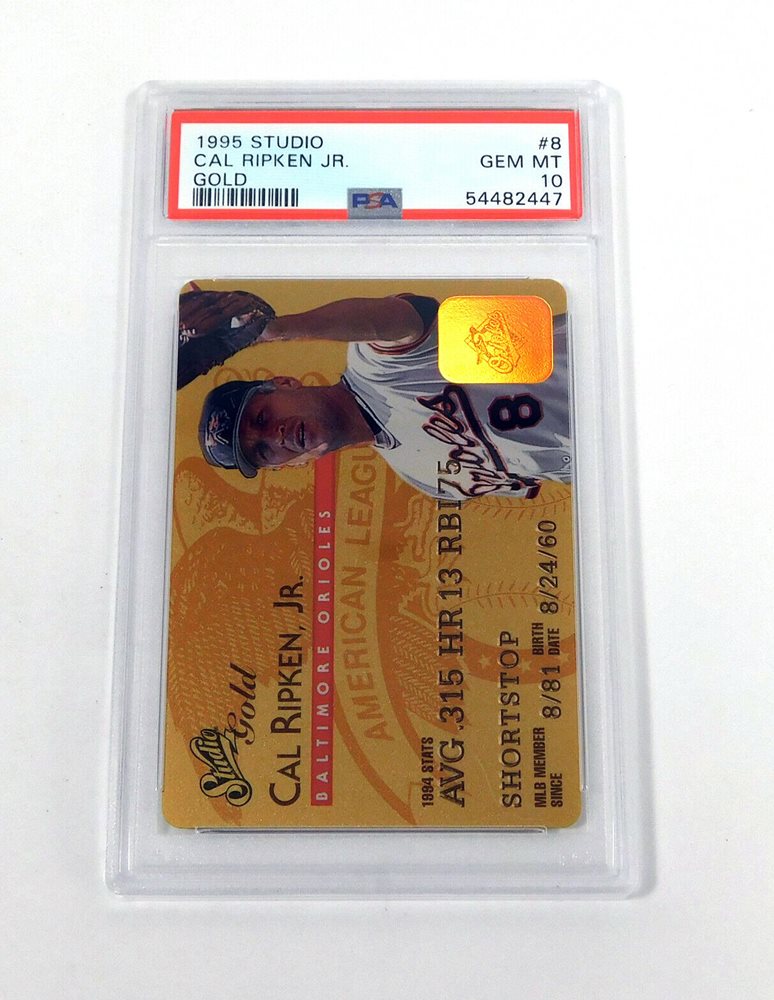 1995 STUDIO #8
CAL RIPKEN JR. GEM MT
GOLD 10
PSA 54482447
Orioles
Orioles
8
Studio
Gold
CAL RIPKEN, JR.
BALTIMORE ORIOLES
AMERICAN LEAGU
1994 STATS
AVG .315 HR 13 RBI 75
SHORTSTOP
MLB MEMBER SINCE 8/81 BIRTH DATE 8/24/60